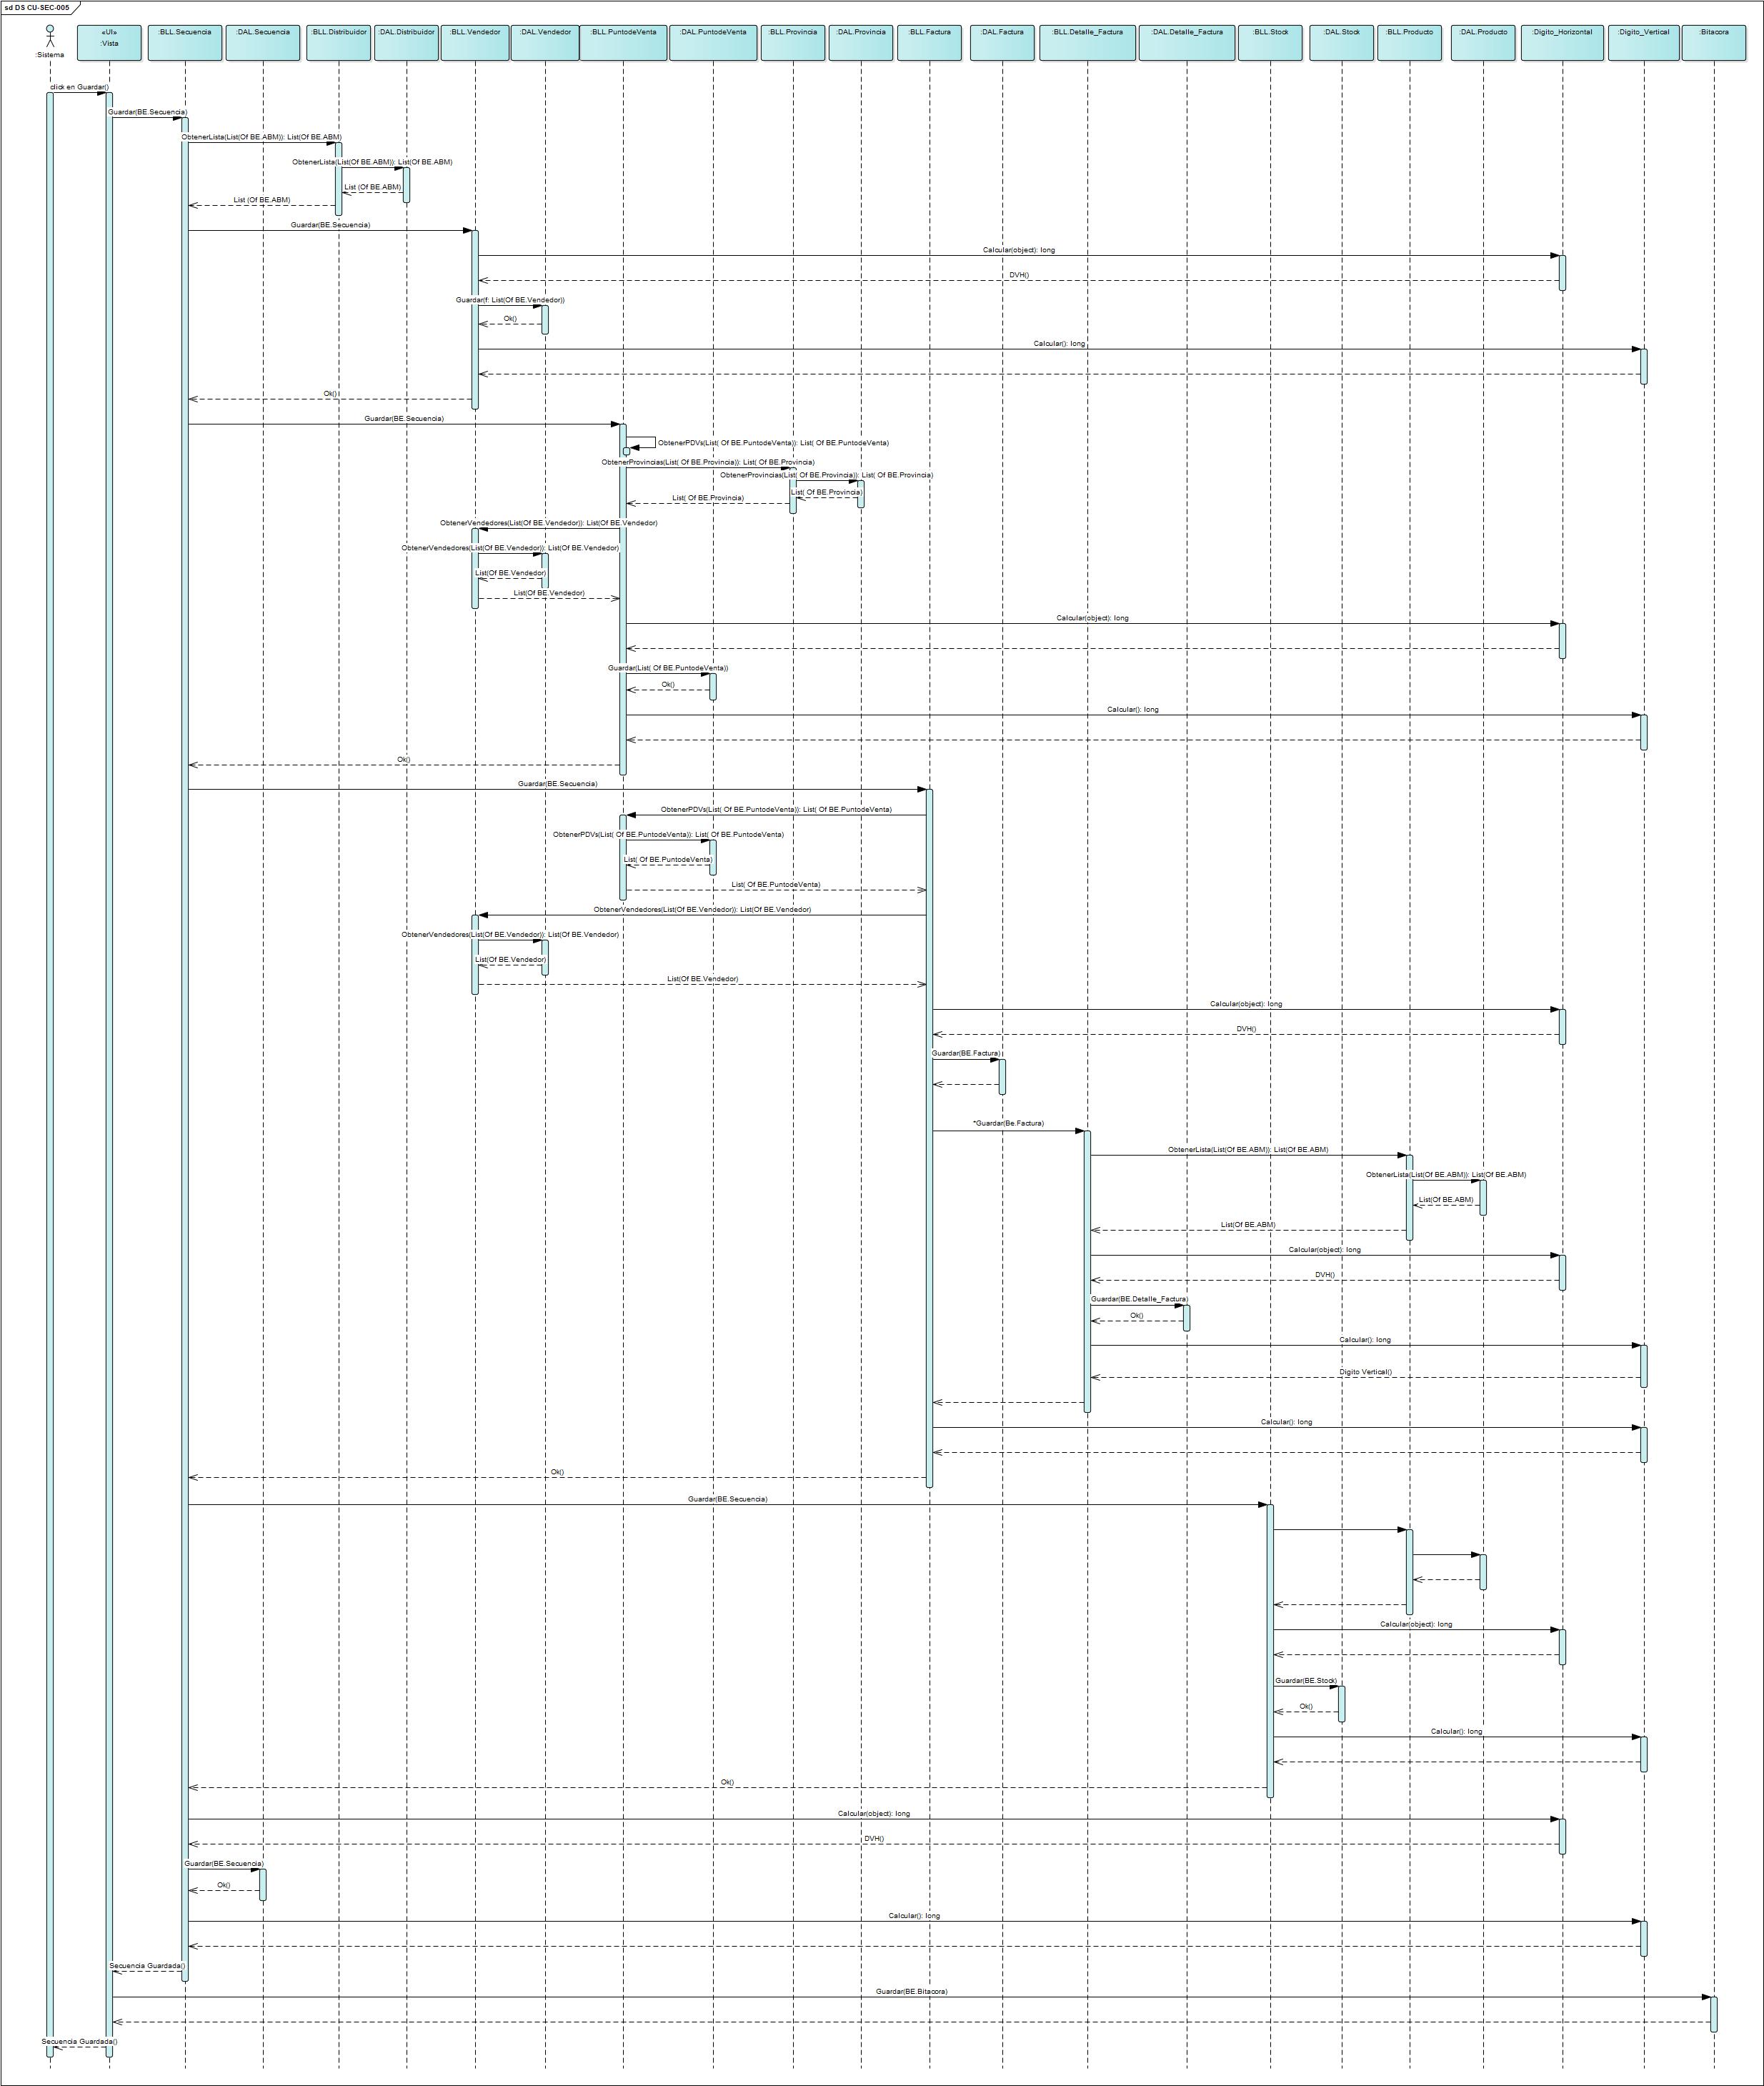 sd DS CU-SEC-005
:Sistema
«UI»
:Vista
:BLL.Secuencia
:DAL.Secuencia
:BLL.Distribuidor
:DAL.Distribuidor
:BLL.Vendedor
:DAL.Vendedor
:BLL.PuntodeVenta
:DAL.PuntodeVenta
:BLL.Provincia
:DAL.Provincia
:BLL.Factura
:DAL.Factura
:BLL.Detalle_Factura
:DAL.Detalle_Factura
:BLL.Stock
:DAL.Stock
:BLL.Producto
:DAL.Producto
:Digito_Horizontal
:Digito_Vertical
:Bitacora
click en Guardar()
Guardar(BE.Secuencia)
ObtenerLista(List(Of BE.ABM)): List(Of BE.ABM)
ObtenerLista(List(Of BE.ABM)): List(Of BE.ABM)
List (Of BE.ABM)
List (Of BE.ABM)
Guardar(BE.Secuencia)
Calcular(object): long
DVH()
Guardar(f: List(Of BE.Vendedor))
Ok()
Calcular(): long
Ok()
Guardar(BE.Secuencia)
ObtenerPDVs(List( Of BE.PuntodeVenta)): List( Of BE.PuntodeVenta)
ObtenerProvincias(List( Of BE.Provincia)): List( Of BE.Provincia)
ObtenerProvincias(List( Of BE.Provincia)): List( Of BE.Provincia)
List( Of BE.Provincia)
List( Of BE.Provincia)
ObtenerVendedores(List(Of BE.Vendedor)): List(Of BE.Vendedor)
ObtenerVendedores(List(Of BE.Vendedor)): List(Of BE.Vendedor)
List(Of BE.Vendedor)
List(Of BE.Vendedor)
Calcular(object): long
Guardar(List( Of BE.PuntodeVenta))
Ok()
Calcular(): long
Ok()
Guardar(BE.Secuencia)
ObtenerPDVs(List( Of BE.PuntodeVenta)): List( Of BE.PuntodeVenta)
ObtenerPDVs(List( Of BE.PuntodeVenta)): List( Of BE.PuntodeVenta)
List( Of BE.PuntodeVenta)
List( Of BE.PuntodeVenta)
ObtenerVendedores(List(Of BE.Vendedor)): List(Of BE.Vendedor)
ObtenerVendedores(List(Of BE.Vendedor)): List(Of BE.Vendedor)
List(Of BE.Vendedor)
List(Of BE.Vendedor)
Calcular(object): long
DVH()
Guardar(BE.Factura)
*Guardar(Be.Factura)
ObtenerLista(List(Of BE.ABM)): List(Of BE.ABM)
ObtenerLista(List(Of BE.ABM)): List(Of BE.ABM)
List(Of BE.ABM)
List(Of BE.ABM)
Calcular(object): long
DVH()
Guardar(BE.Detalle_Factura)
Ok()
Calcular(): long
Digito Vertical()
Calcular(): long
Ok()
Guardar(BE.Secuencia)
Calcular(object): long
Guardar(BE.Stock)
Ok()
Calcular(): long
Ok()
Calcular(object): long
DVH()
Guardar(BE.Secuencia)
Ok()
Calcular(): long
Secuencia Guardada()
Guardar(BE.Bitacora)
Secuencia Guardada()